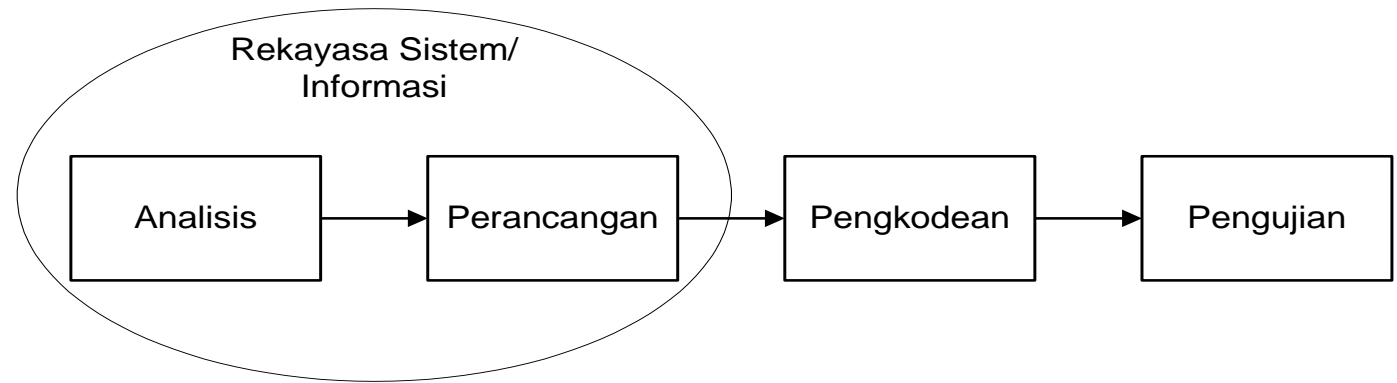 Rekayasa Sistem/
Informasi
Analisis
Perancangan
Pengkodean
Pengujian